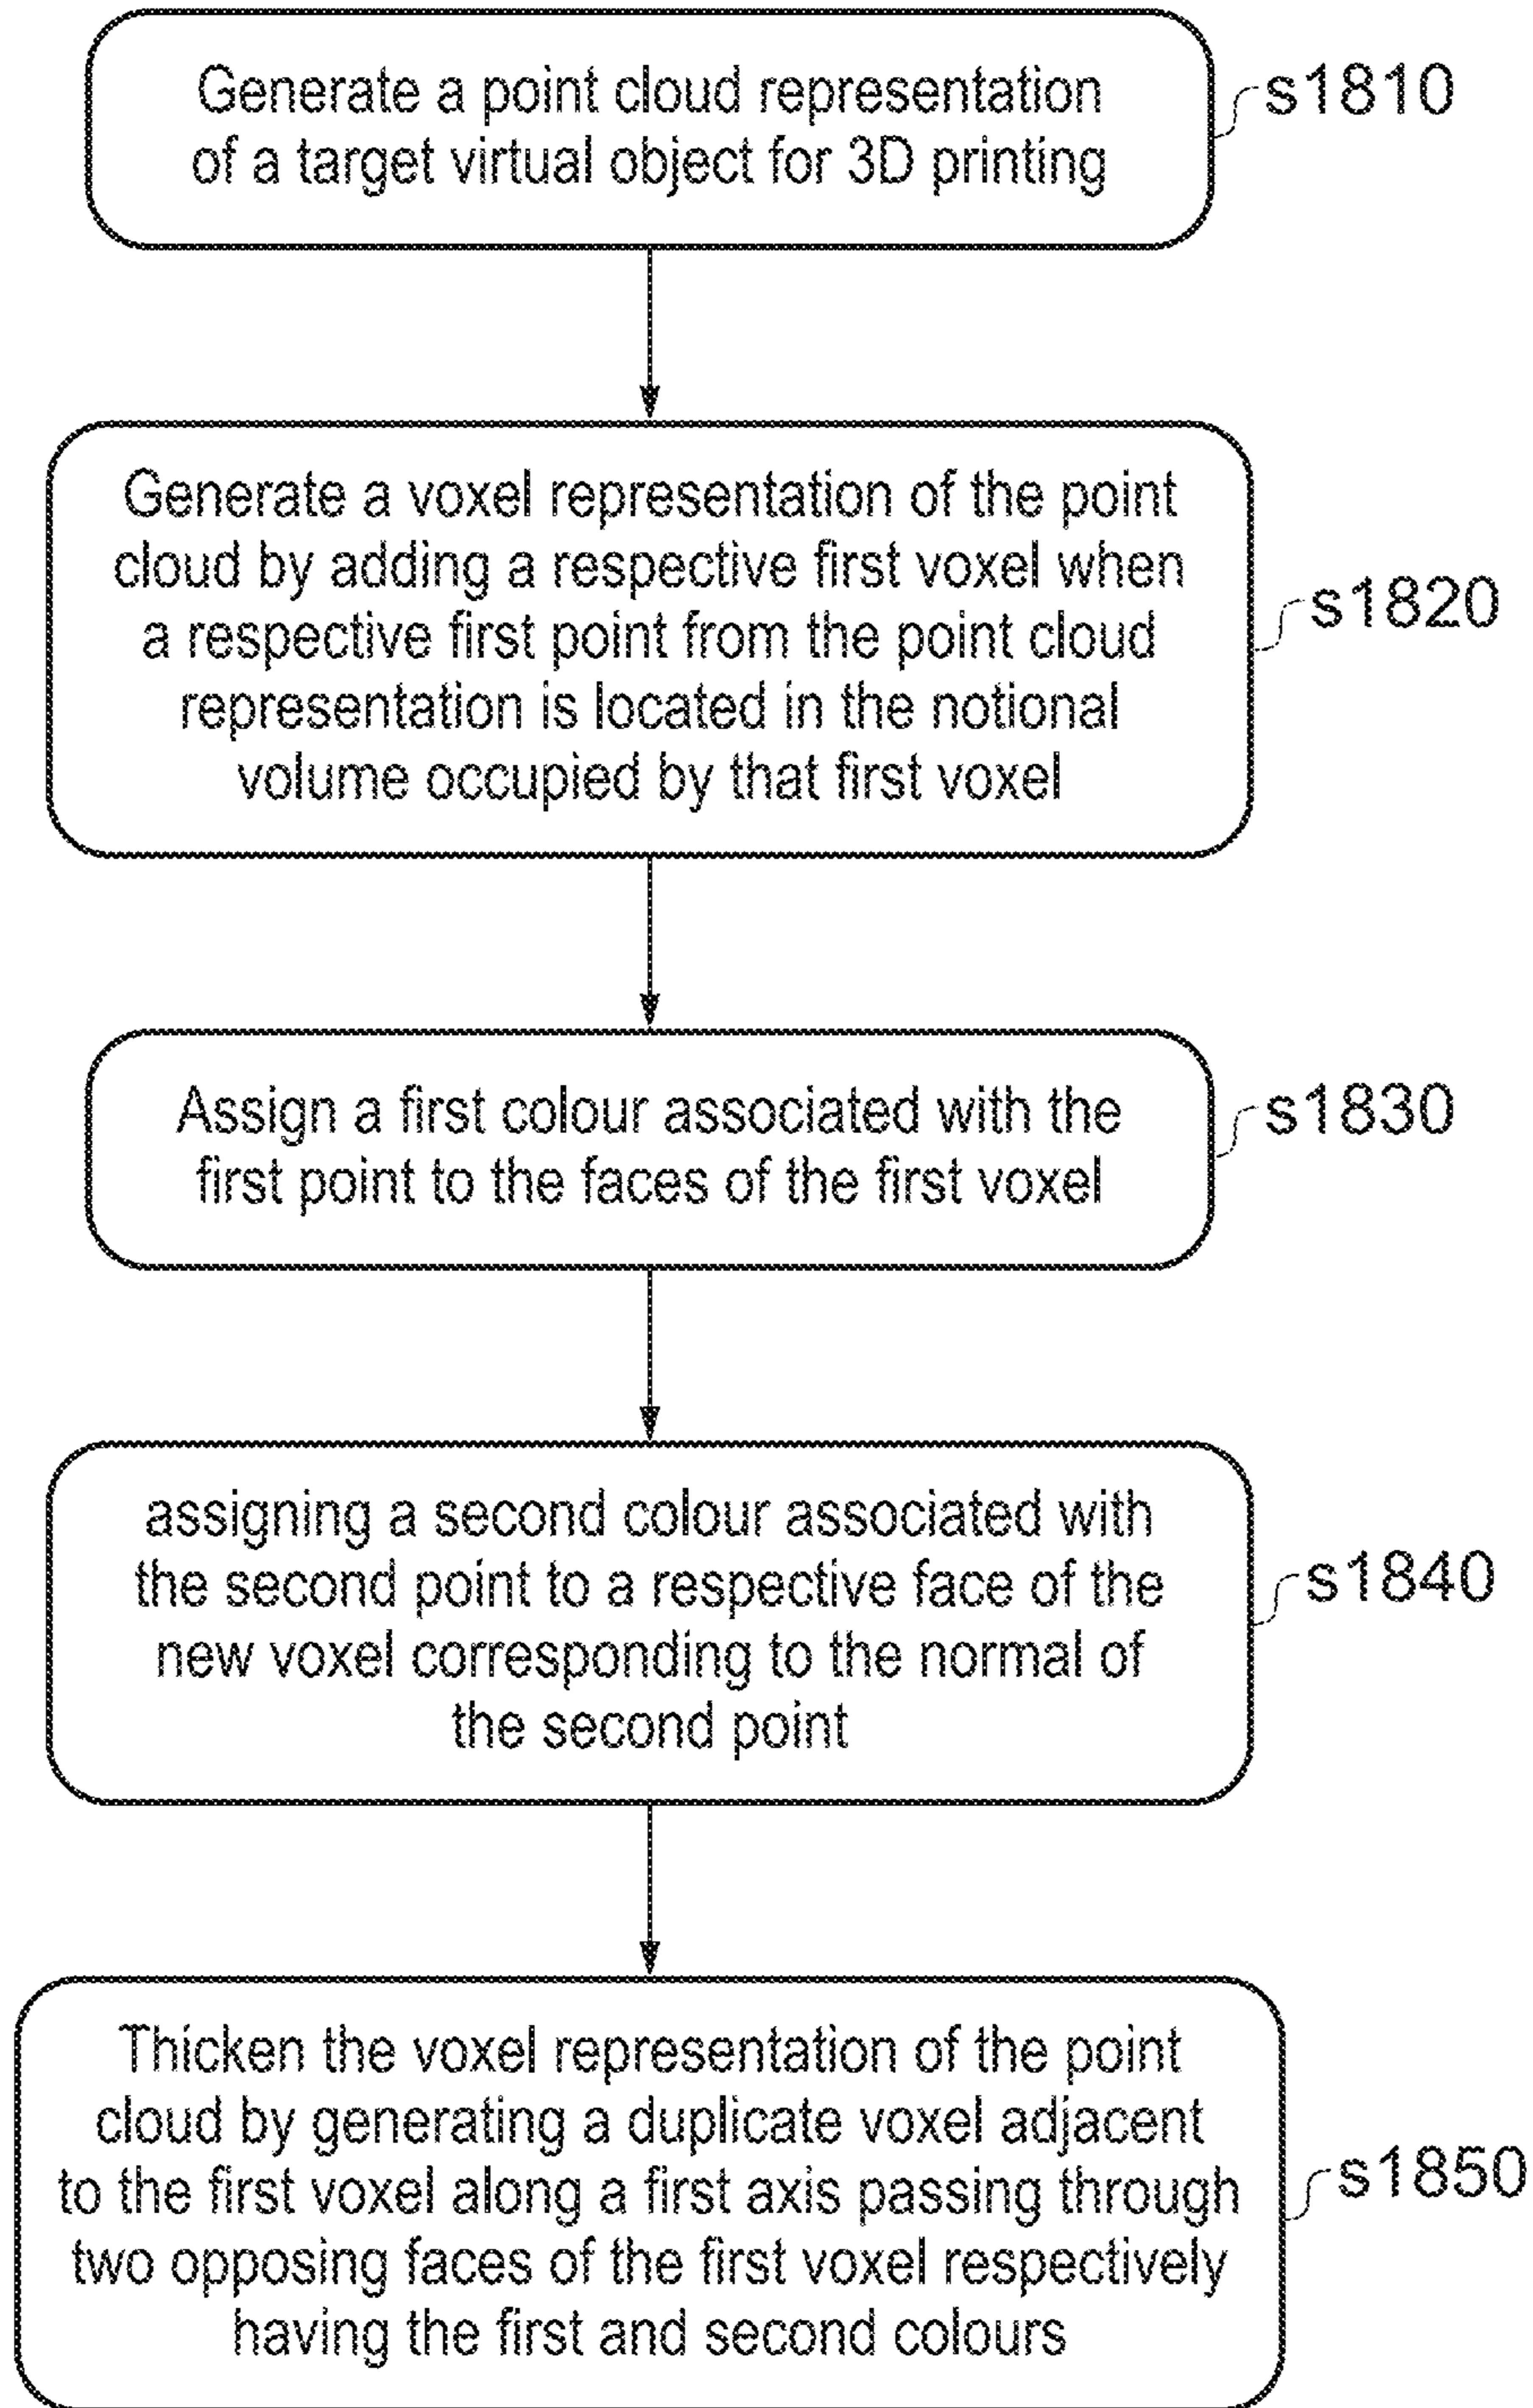 Generate a point cloud representation
of a target virtual object for 3D printing
s1810
Generate a voxel representation of the point
cloud by adding a respective first voxel when
a respective first point from the point cloud
representation is located in the notional
volume occupied by that first voxel
s1820
Assign a first colour associated with the
first point to the faces of the first voxel
s1830
assigning a second colour associated with
the second point to a respective face of the
new voxel corresponding to the normal of
the second point
s1840
Thicken the voxel representation of the point
cloud by generating a duplicate voxel adjacent
to the first voxel along a first axis passing through
two opposing faces of the first voxel respectively
having the first and second colours
s1850